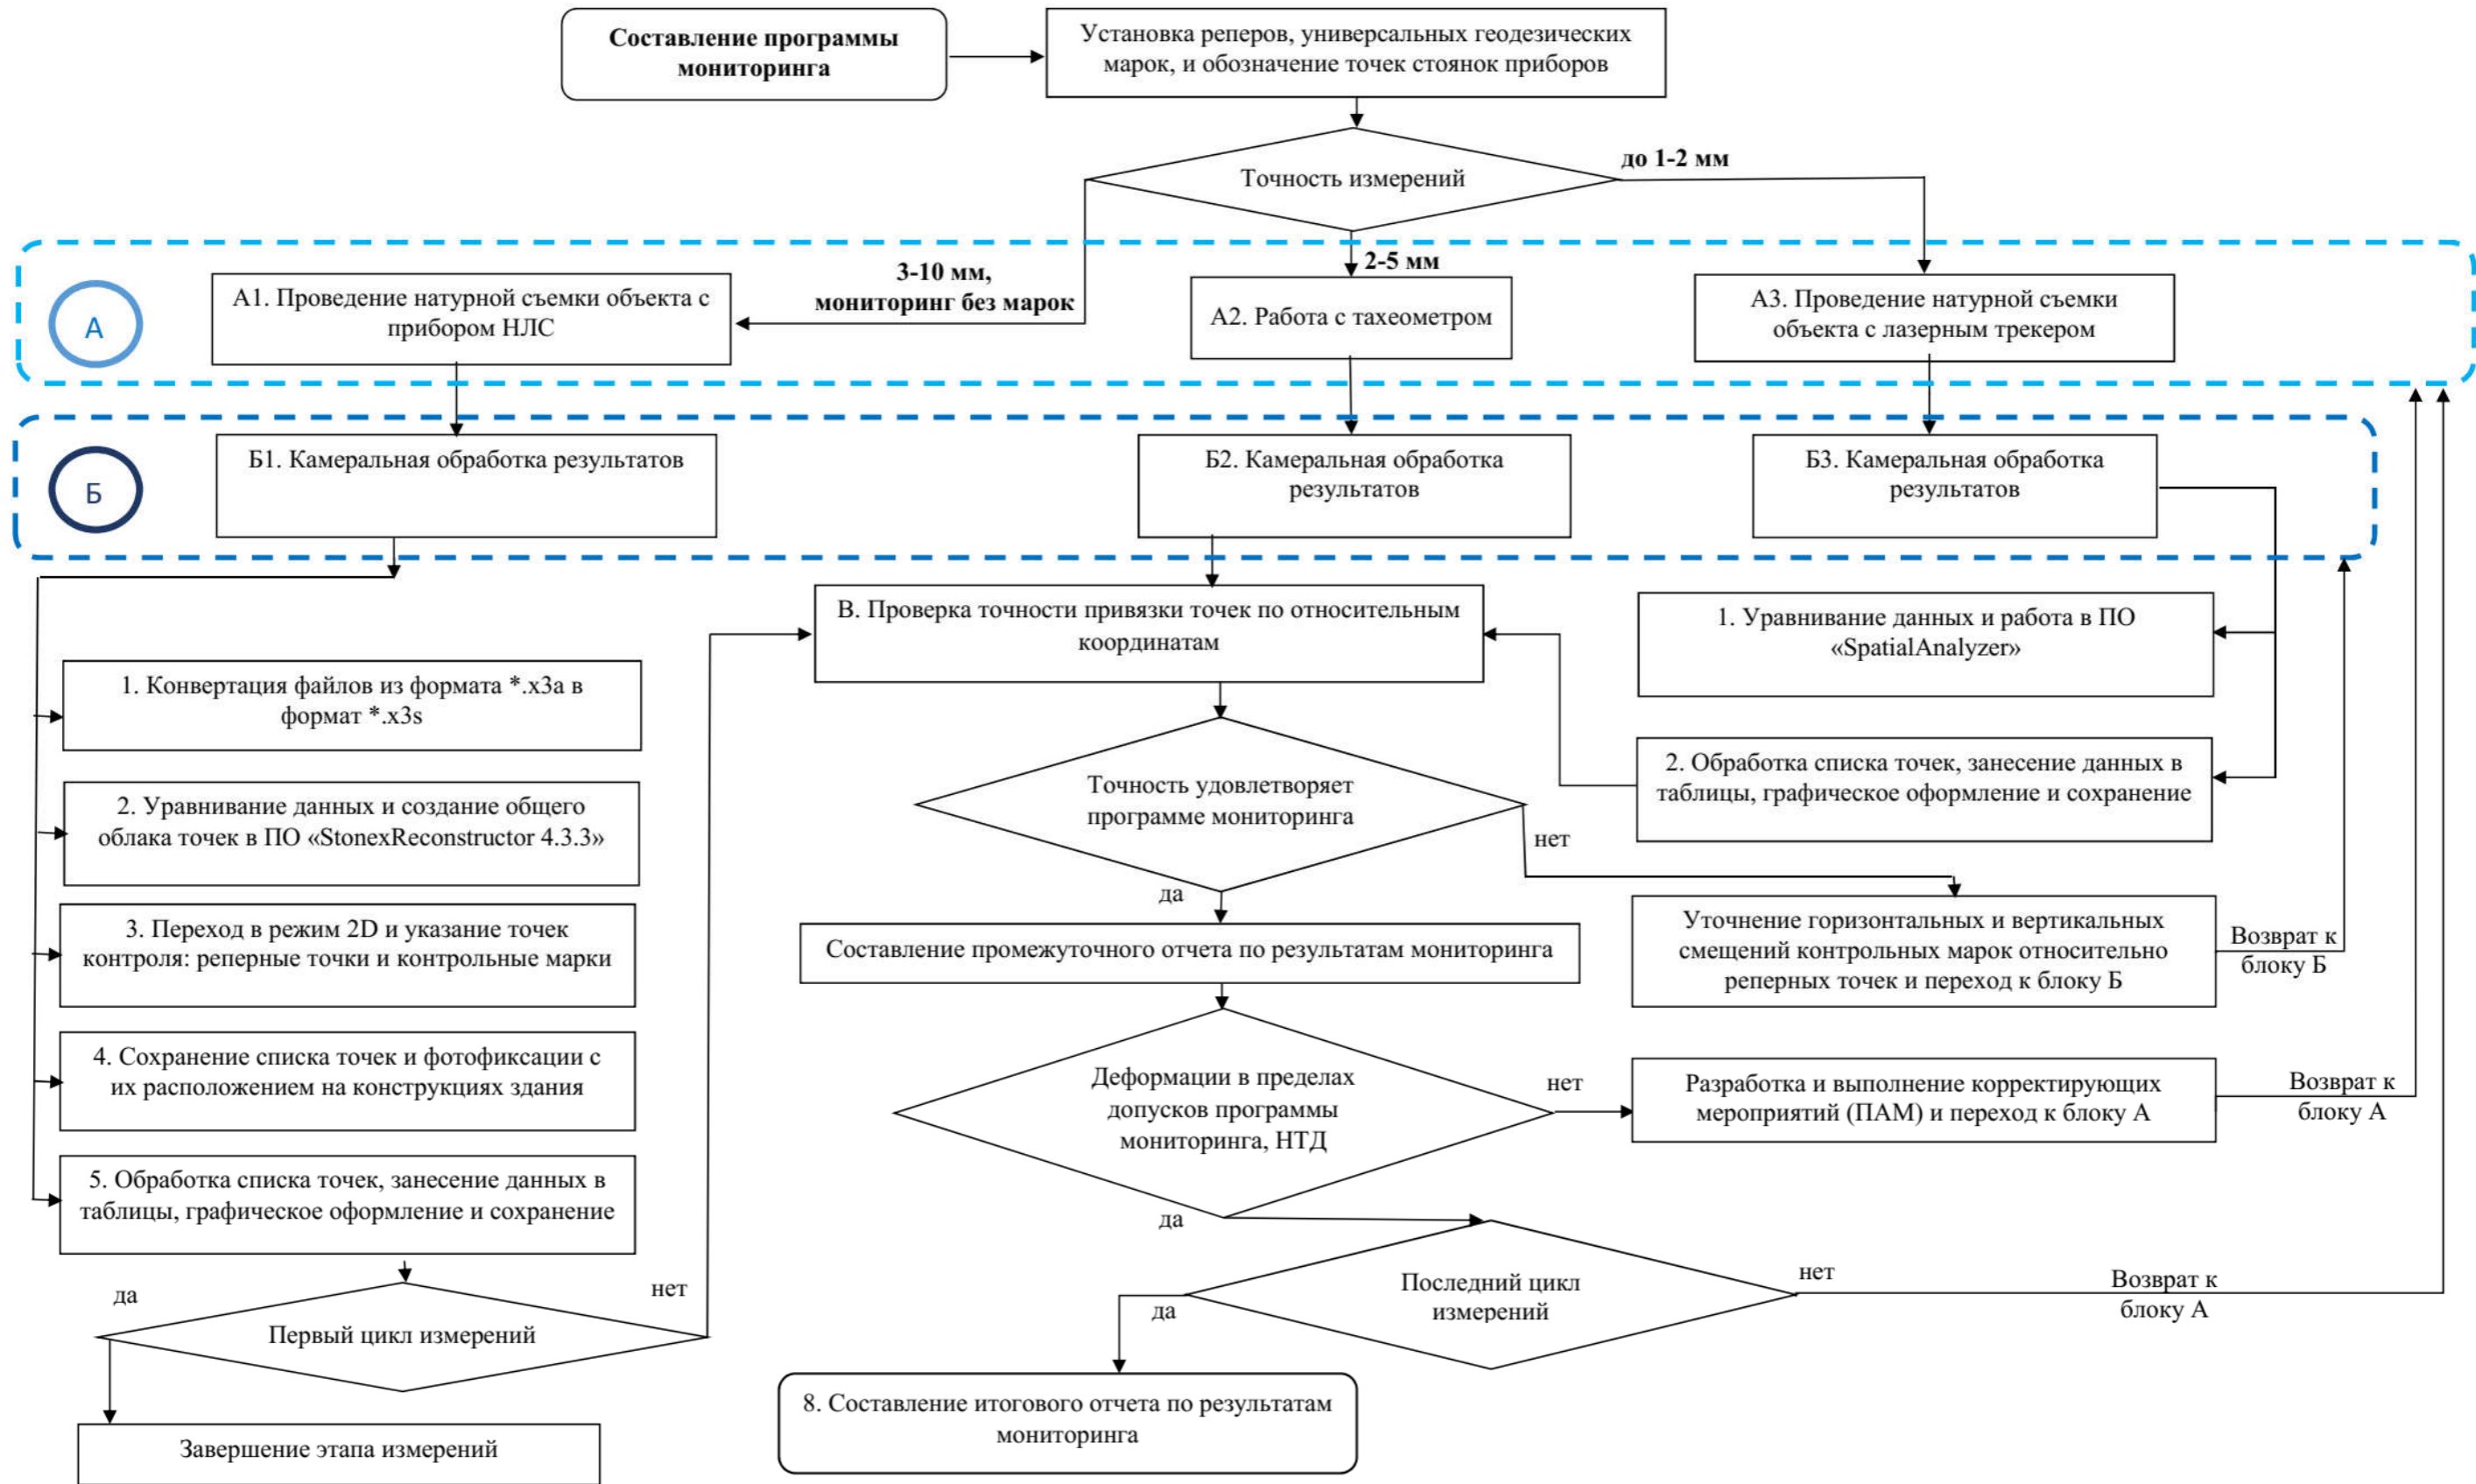 Составление программы
мониторинга
Установка реперов, универсальных геодезических
марок, и обозначение точек стоянок приборов
Точность измерений
до 1-2 мм
3-10 мм,
мониторинг без марок
2-5 мм
А
А1. Проведение натурной съемки объекта с
прибором НЛС
А2. Работа с тахеометром
А3. Проведение натурной съемки
объекта с лазерным трекером
Б
Б1. Камеральная обработка результатов
Б2. Камеральная обработка
результатов
Б3. Камеральная обработка
результатов
В. Проверка точности привязки точек по относительным
координатам
1. Уравнивание данных и работа в ПО
«SpatialAnalyzer»
1. Конвертация файлов из формата *.x3a в
формат *.x3s
2. Уравнивание данных и создание общего
облака точек в ПО «StonexReconstructor 4.3.3»
3. Переход в режим 2D и указание точек
контроля: реперные точки и контрольные марки
4. Сохранение списка точек и фотофиксации с
их расположением на конструкциях здания
5. Обработка списка точек, занесение данных в
таблицы, графическое оформление и сохранение
да
нет
Первый цикл измерений
Завершение этапа измерений
Точность удовлетворяет
программе мониторинга
2. Обработка списка точек, занесение данных в
таблицы, графическое оформление и сохранение
нет
да
Составление промежуточного отчета по результатам мониторинга
Уточнение горизонтальных и вертикальных
смещений контрольных марок относительно
реперных точек и переход к блоку Б
Возврат к
блоку Б
Деформации в пределах
допусков программы
мониторинга, НТД
нет
Разработка и выполнение корректирующих
мероприятий (ПАМ) и переход к блоку А
Возврат к
блоку А
да
Последний цикл
измерений
нет
Возврат к
блоку А
да
8. Составление итогового отчета по результатам
мониторинга